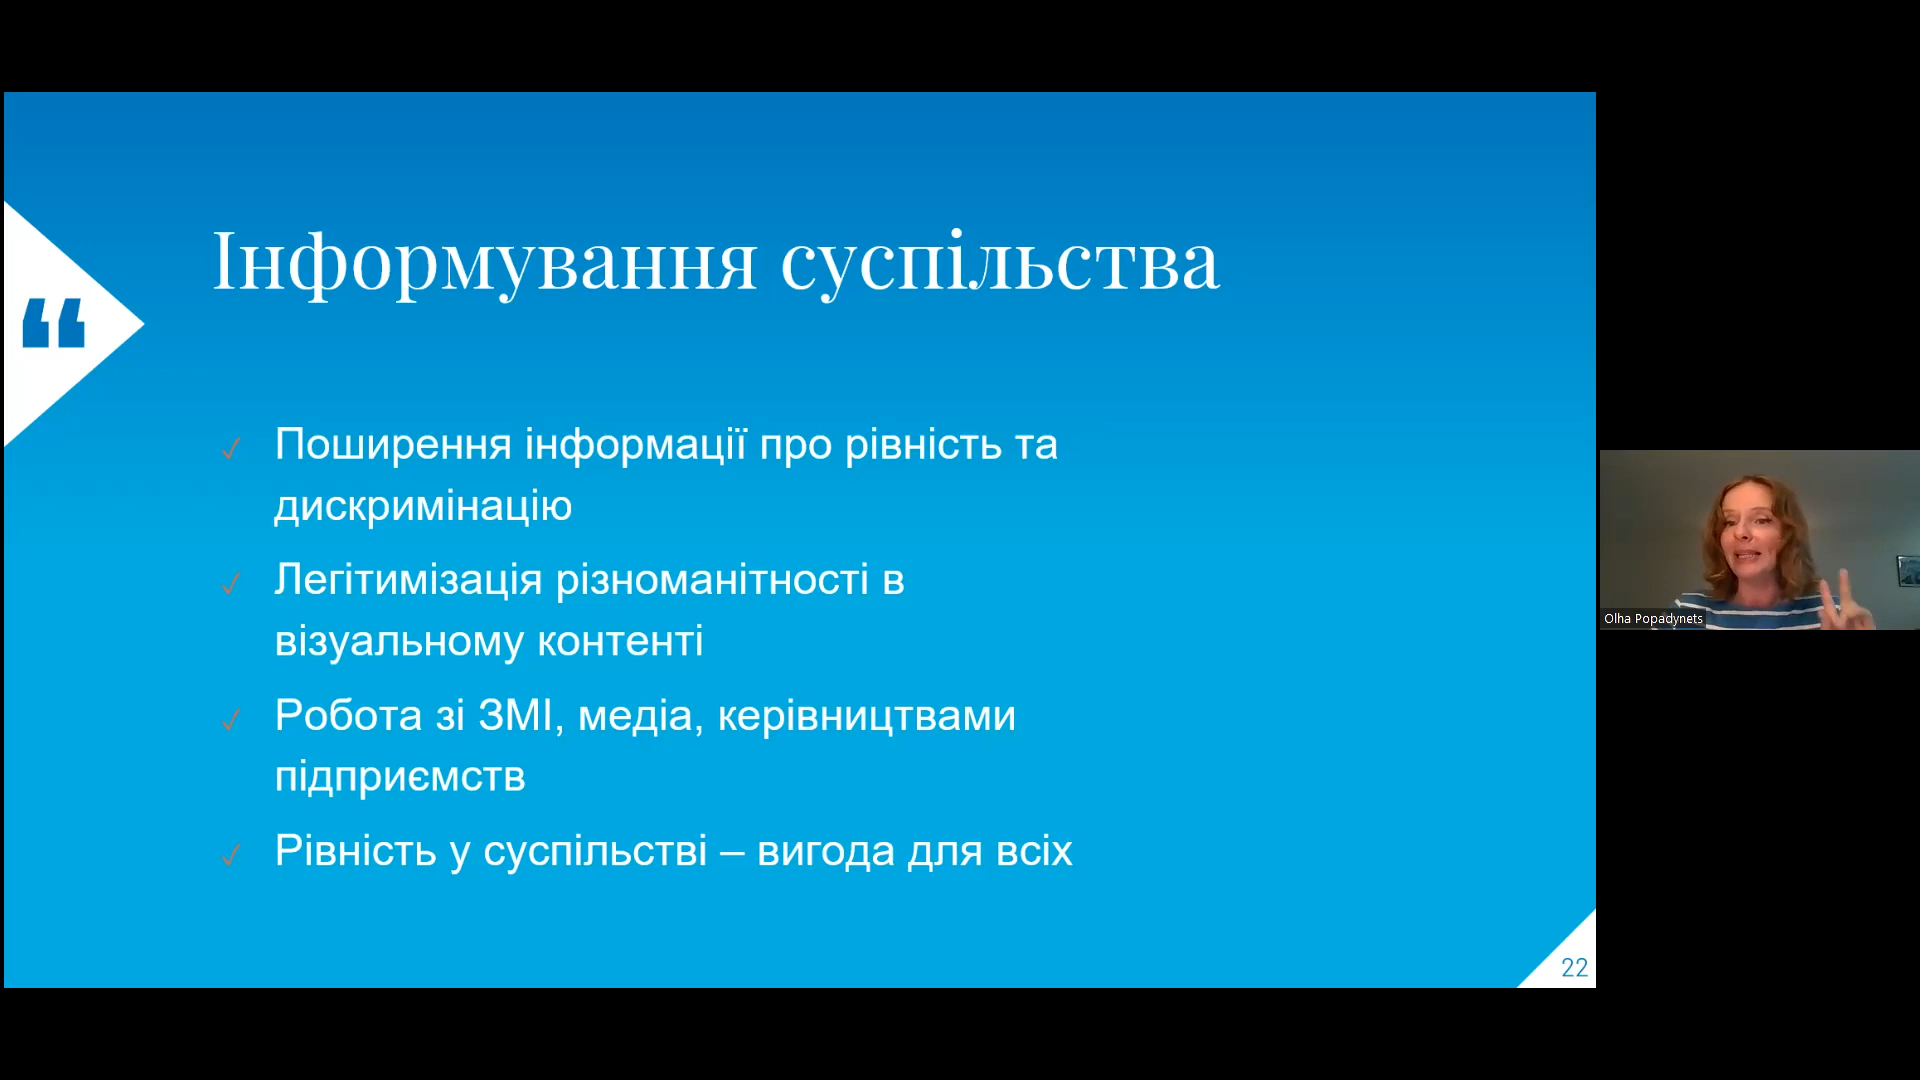 “
Інформування суспільства
✓ Поширення інформації про рівність та
дискримінацію
✓ Легітимізація різноманітності в
візуальному контенті
✓ Робота зі ЗМІ, медіа, керівництвами
підприємств
✓ Рівність у суспільстві – вигода для всіх
22
Olha Popadynets